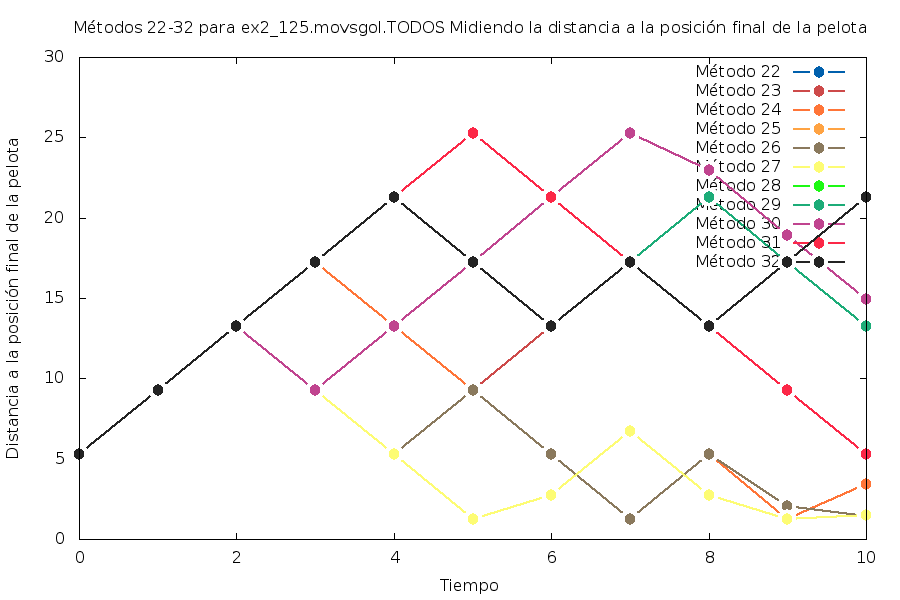 Métodos 22-32 para ex2_125.movsgol.TODOS Midiendo la distancia a la posición final de la pelota
30
25
20
15
10
5
0
0 2 4 6 8 10
Distancia a la posición final de la pelota
Tiempo
Método 22
Método 23
Método 24
Método 25
Método 26
Método 27
Método 28
Método 29
Método 30
Método 31
Método 32